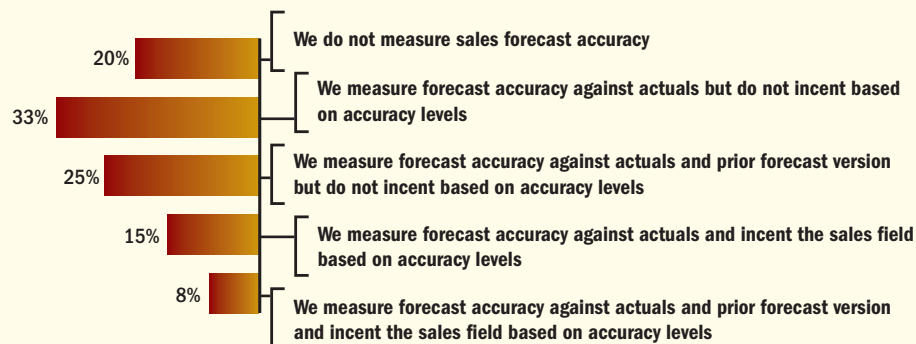 20%
We do not measure sales forecast accuracy
33%
We measure forecast accuracy against actuals but do not incent based
on accuracy levels
25%
We measure forecast accuracy against actuals and prior forecast version
but do not incent based on accuracy levels
15%
We measure forecast accuracy against actuals and incent the sales field
based on accuracy levels
8%
We measure forecast accuracy against actuals and prior forecast version
and incent the sales field based on accuracy levels